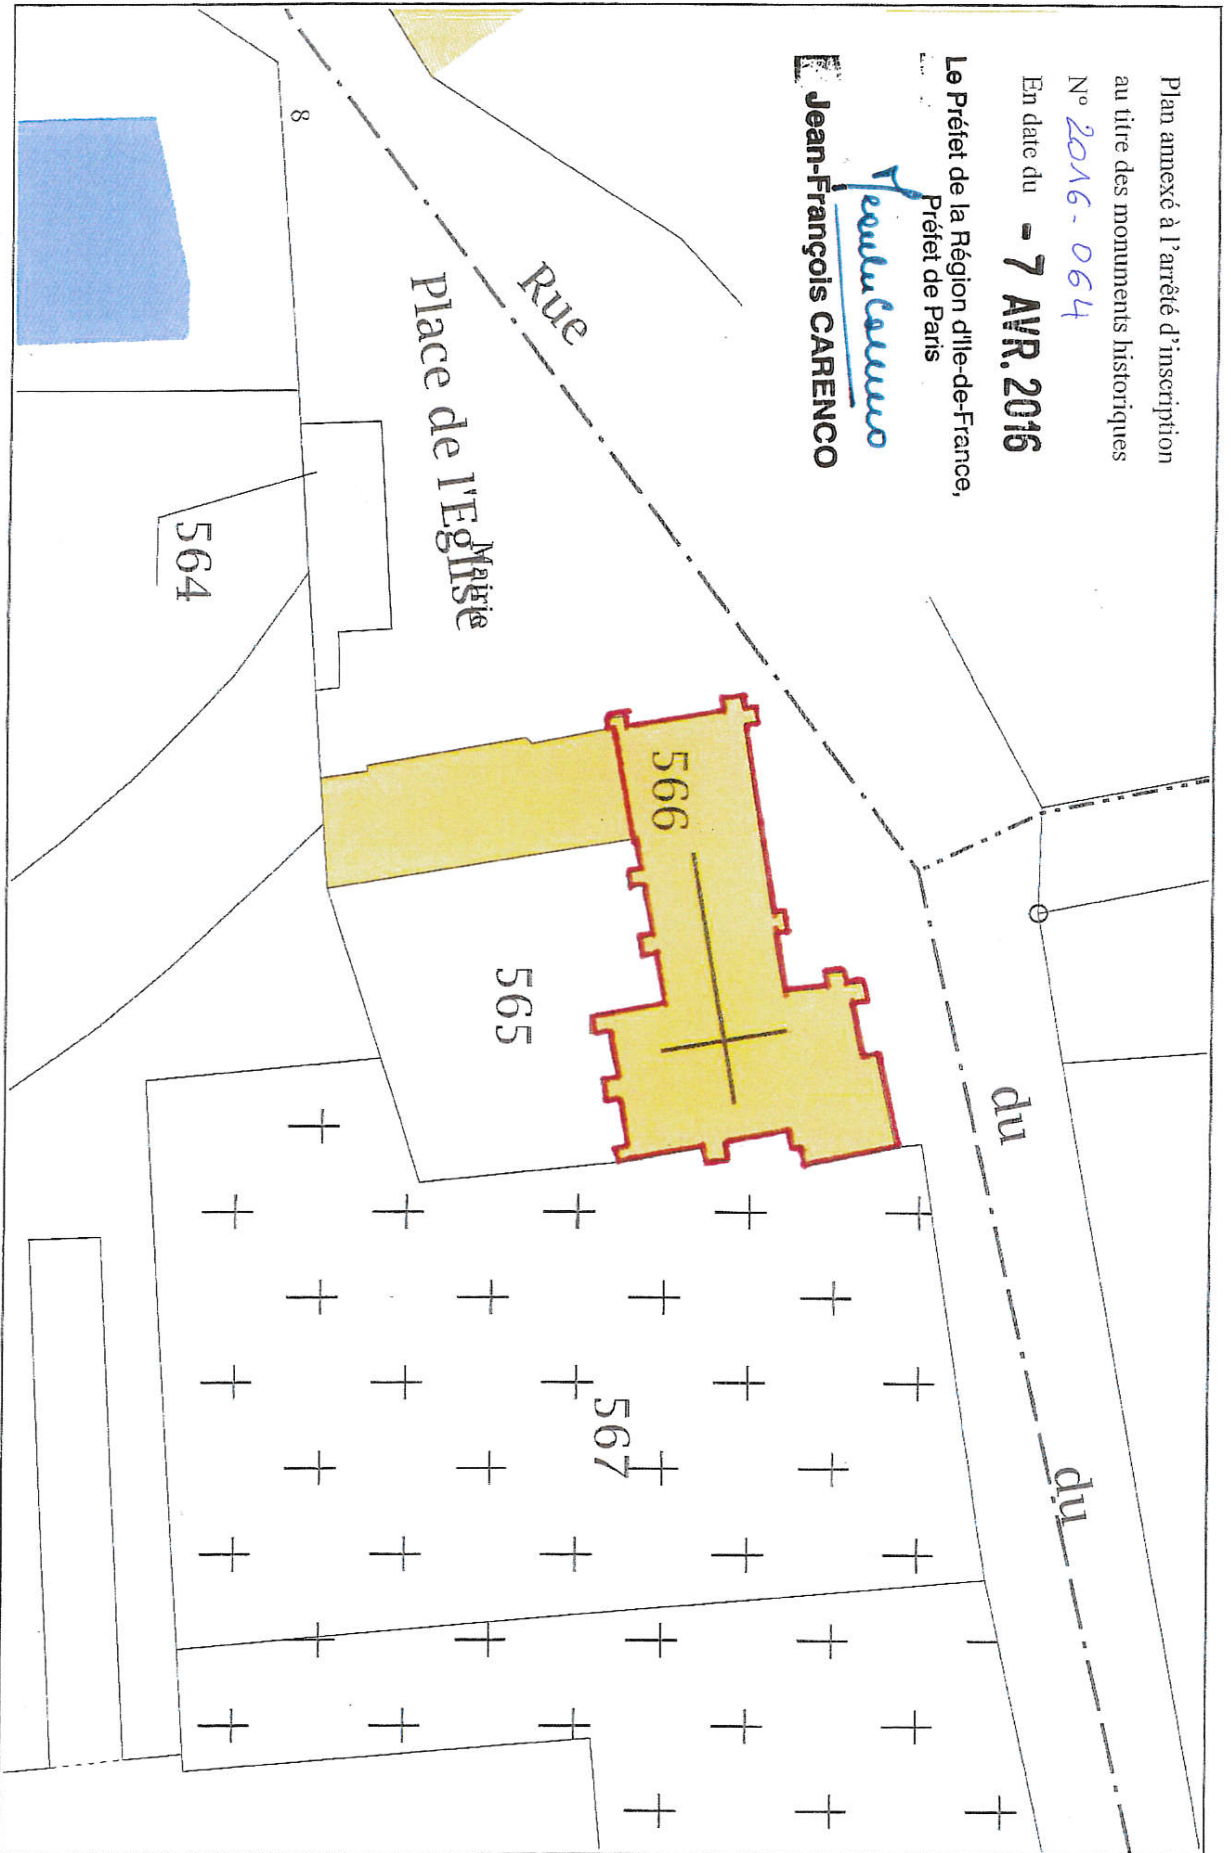 Plan annexé à l'arrêté d'inscription
au titre des monuments historiques
N° 2016-064
En date du - 7 AVR. 2016
Le Préfet de la Région d'Ile-de-France,
Préfet de Paris
Jean-François CARENCO
Rue
du
du
Place de l'Eglise
Mairie
8
564
566
565
567